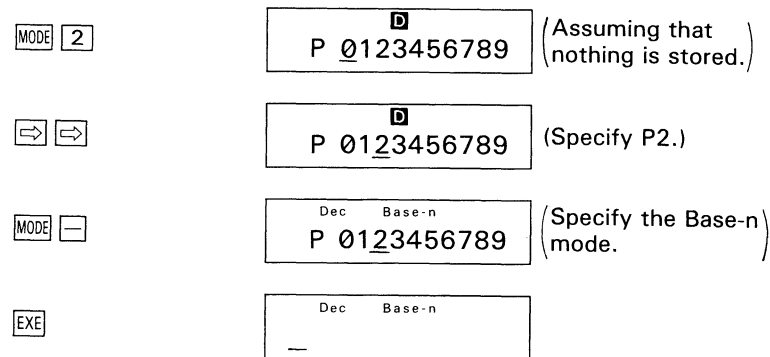 MODE 2
D
P 0123456789
(Assuming that
nothing is stored.)
⇨ ⇨
D
P 0123456789
(Specify P2.)
MODE —
Dec Base-n
P 0123456789
(Specify the Base-n
mode.)
EXE
Dec Base-n
_